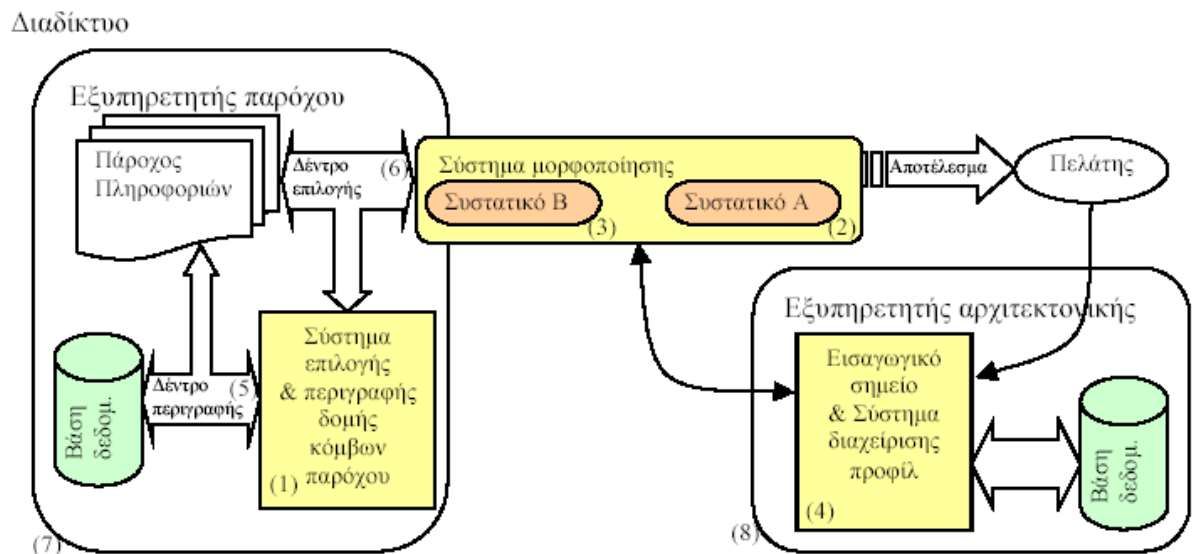 Διαδίκτυο
Εξυπηρετητής παρόχου
Πάροχος
Πληροφοριών
Δέντρο
επιλογής
(6)
Σύστημα μορφοποίησης
Συστατικό Β
(3)
Συστατικό Α
(2)
Αποτέλεσμα
Πελάτης
Βάση
δεδομ.
Δέντρο
περιγραφής
(5)
Σύστημα
επιλογής
& περιγραφής
δομής
κόμβων
παρόχου
(1)
(7)
Εξυπηρετητής αρχιτεκτονικής
Εισαγωγικό
σημείο
& Σύστημα
διαχείρισης
προφίλ
(4)
Βάση
δεδομ.
(8)